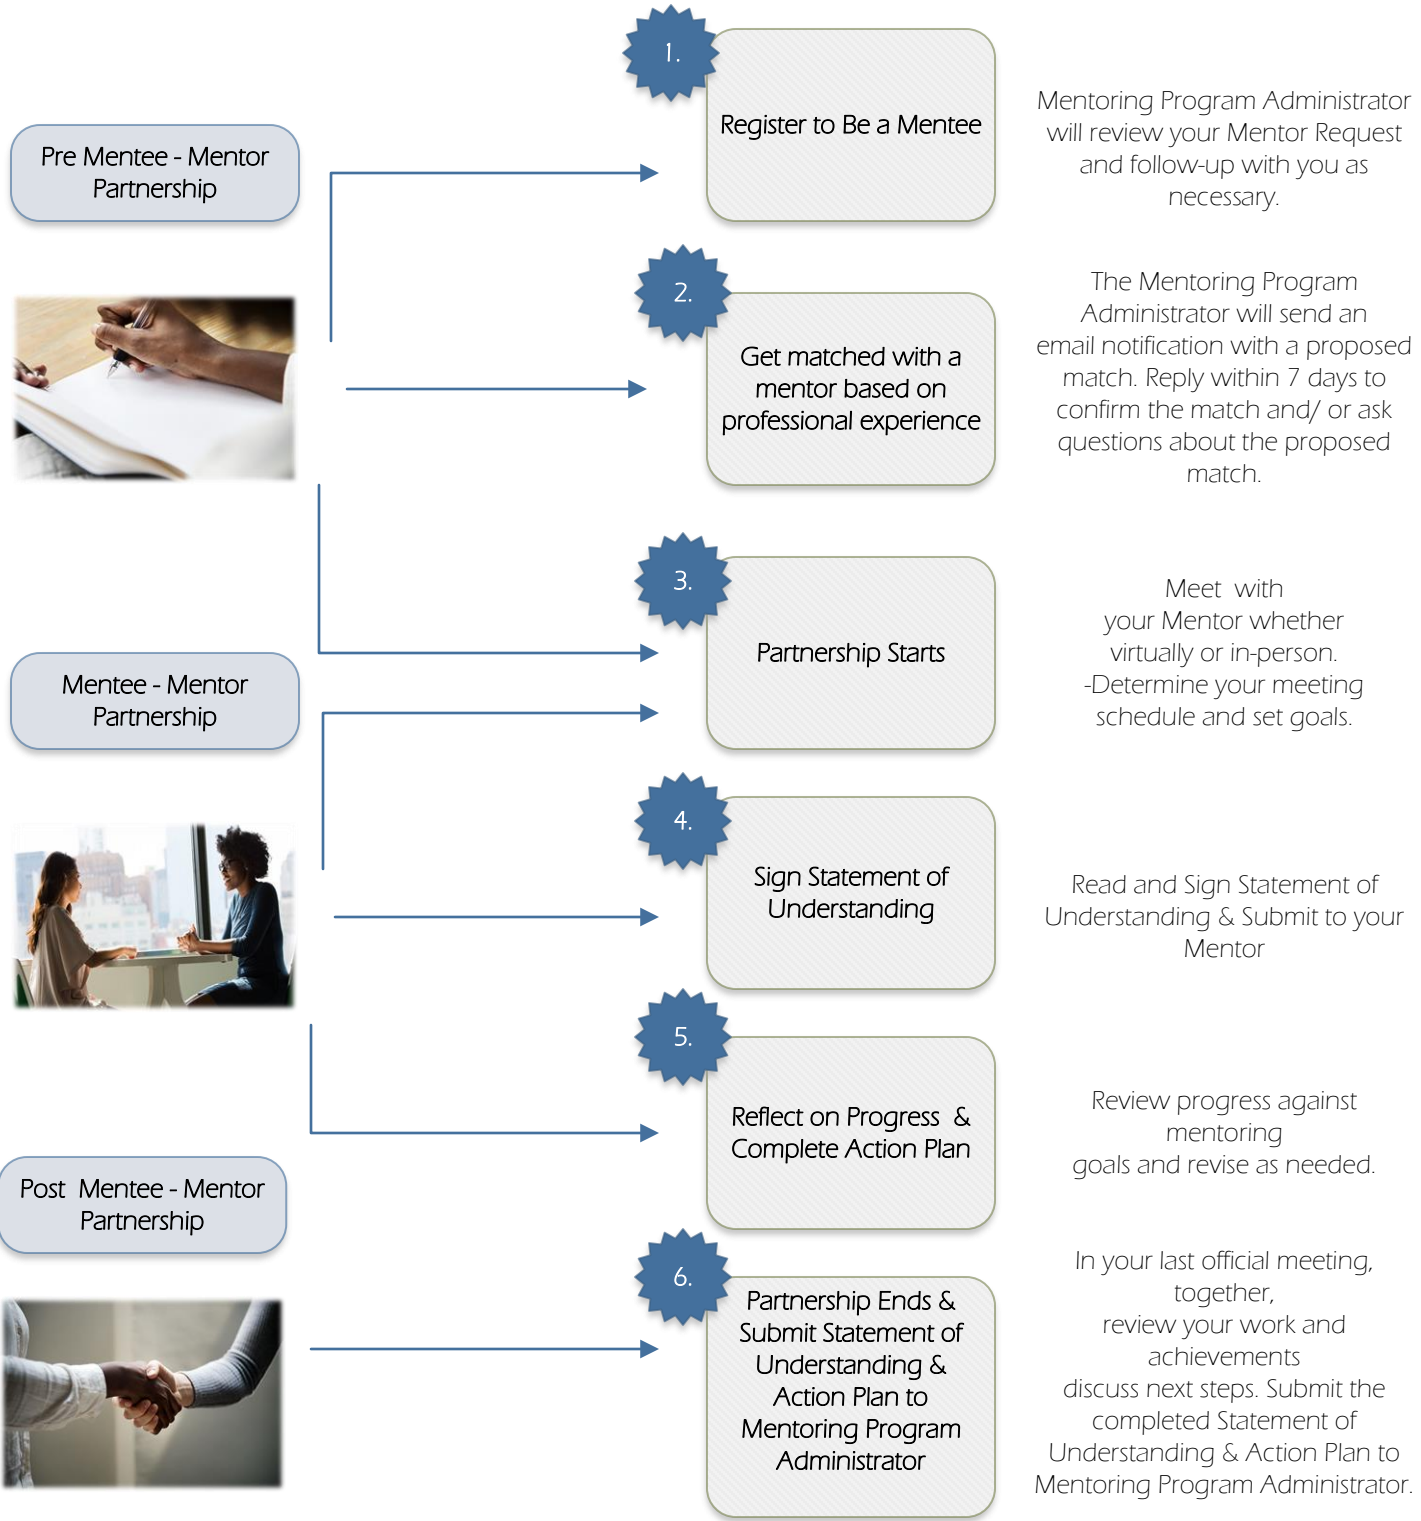 1.
Register to Be a Mentee
Mentoring Program Administrator
will review your Mentor Request
and follow-up with you as
necessary.
Pre Mentee - Mentor
Partnership
2.
Get matched with a
mentor based on
professional experience
The Mentoring Program
Administrator will send an
email notification with a proposed
match. Reply within 7 days to
confirm the match and/ or ask
questions about the proposed
match.
3.
Partnership Starts
Meet  with
your Mentor whether
virtually or in-person.
-Determine your meeting
schedule and set goals.
Mentee - Mentor
Partnership
4.
Sign Statement of
Understanding
Read and Sign Statement of
Understanding & Submit to your
Mentor
5.
Reflect on Progress  &
Complete Action Plan
Review progress against
mentoring
goals and revise as needed.
Post  Mentee - Mentor
Partnership
6.
Partnership Ends &
Submit Statement of
Understanding &
Action Plan to
Mentoring Program
Administrator
In your last official meeting,
together,
review your work and
achievements
discuss next steps. Submit the
completed Statement of
Understanding & Action Plan to
Mentoring Program Administrator.